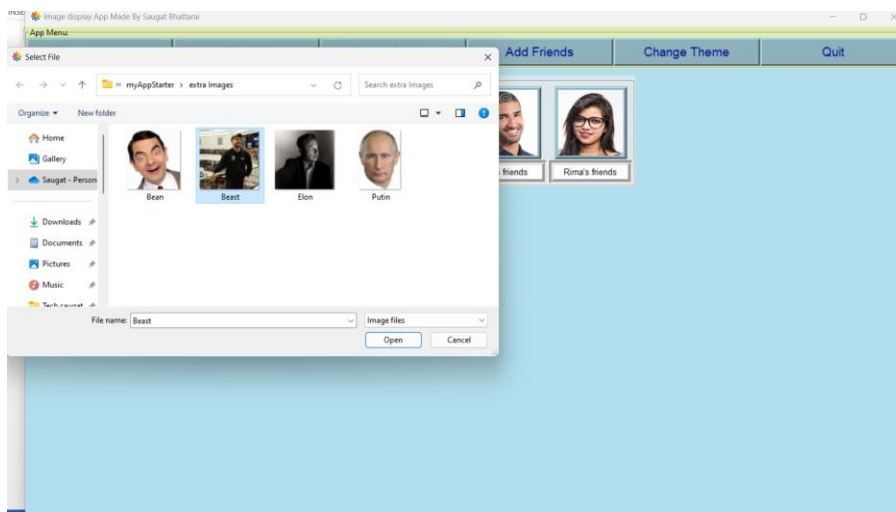 Image display App Made By Saugat Bhattarai
App Menu:
Add Friends
Change Theme
Quit
Select File
« myAppStarter > extra Images
Search extra Images
Organize
New folder
Home
Gallery
Saugat - Person
Downloads
Documents
Pictures
Music
Bean
Beast
Elon
Putin
friends
Rima's friends
File name:
Beast
Image files
Open
Cancel